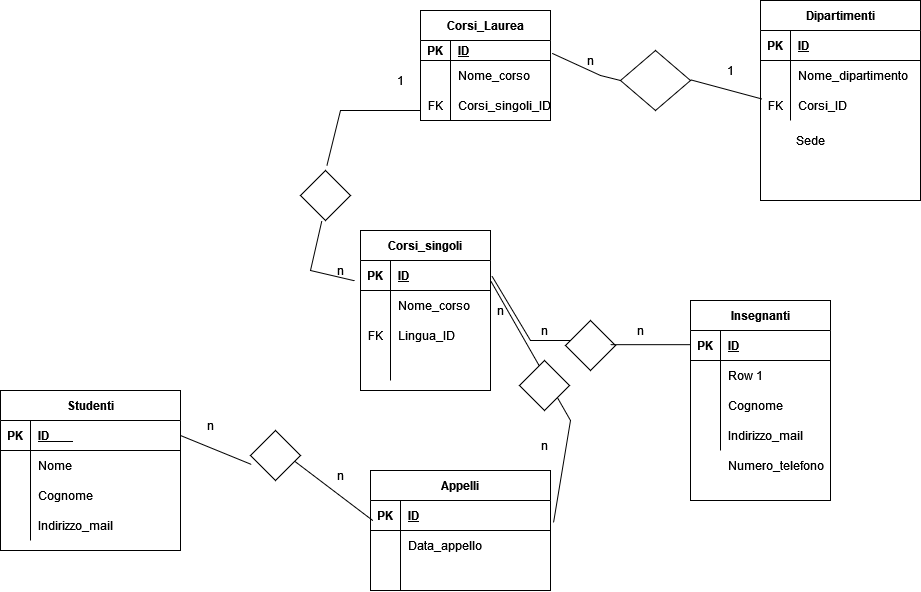 Dipartimenti
PK ID
Nome_dipartimento
FK Corsi_ID
Sede
Corsi_Laurea
PK ID
Nome_corso
FK Corsi_singoli_ID
n
1
1
n
Corsi_singoli
PK ID
Nome_corso
FK Lingua_ID
n
n
n
n
Insegnanti
PK ID
Row 1
Cognome
Indirizzo_mail
Numero_telefono
Studenti
PK ID___
Nome
Cognome
Indirizzo_mail
n
n
Appelli
PK ID
Data_appello